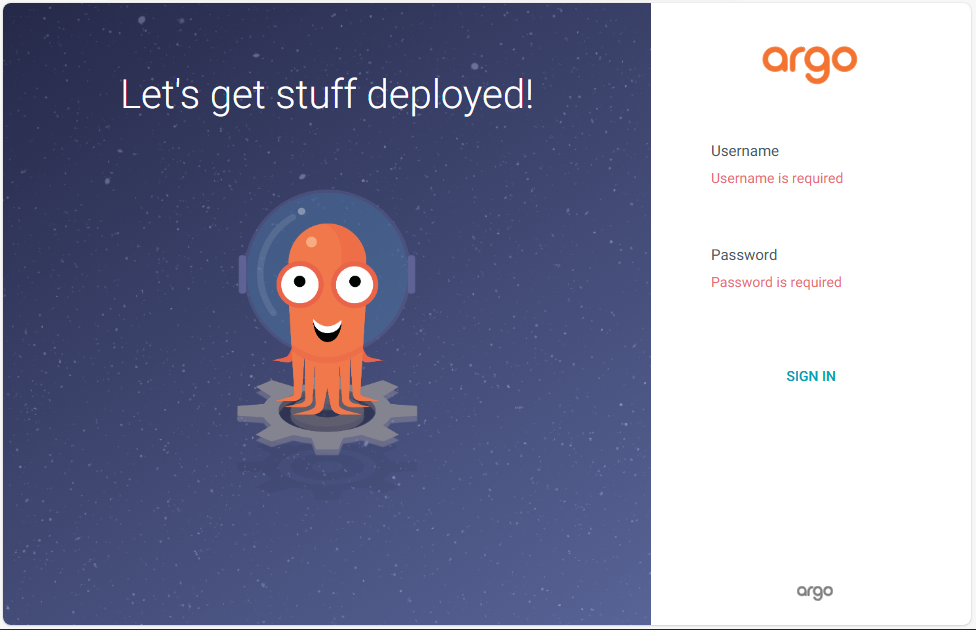 Let's get stuff deployed!
argo
Username
Username is required
Password
Password is required
SIGN IN
argo